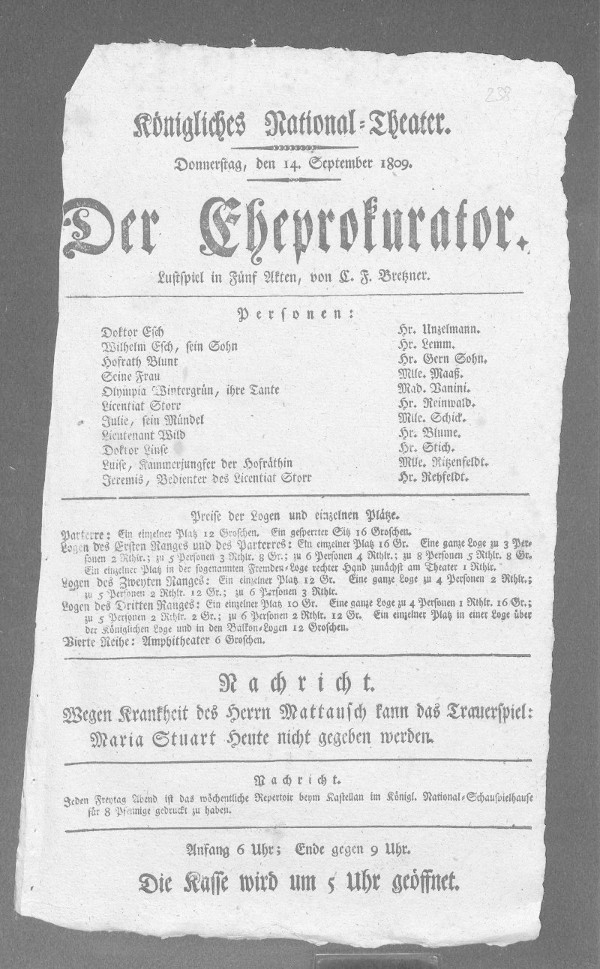 238
Königliches National-Theater.
Donnerstag, den 14. September 1809.
Der Eheprokurator.
Lustspiel in Fünf Akten, von C. F. Bretzner.
Personen:
Doktor Esch Hr. Unzelmann.
Wilhelm Esch, sein Sohn Hr. Lemm.
Hofrath Blunt Hr. Gern Sohn.
Seine Frau Mlle. Maaß.
Olympia Wintergrün, ihre Tante Mad. Vanini.
Licentiat Storr Hr. Reinwald.
Julie, sein Mündel Mlle. Schick.
Lieutenant Wild Hr. Blume.
Doktor Linse Hr. Stich.
Luise, Kammerjungfer der Hofräthin Mlle. Ritzenfeldt.
Jeremis, Bedienter des Licentiat Storr Hr. Rehfeldt.
Preise der Logen und einzelnen Plätze.
Parterre: Ein einzelner Platz 12 Groschen. Ein gesperrter Sitz 16 Groschen.
Logen des Ersten Ranges und des Parterres: Ein einzelner Platz 16 Gr. Eine ganze Loge zu 3 Per-
sonen 2 Rthlr.; zu 5 Personen 3 Rthlr. 8 Gr.; zu 6 Personen 4 Rthlr.; zu 8 Personen 5 Rthlr. 8 Gr.
Ein einzelner Platz in der sogenannten Fremden-Loge rechter Hand zunächst am Theater 1 Rthlr.
Logen des Zweyten Ranges: Ein einzelner Platz 12 Gr. Eine ganze Loge zu 4 Personen 2 Rthlr.;
zu 5 Personen 2 Rthlr. 12 Gr.; zu 6 Personen 3 Rthlr.
Logen des Dritten Ranges: Ein einzelner Platz 10 Gr. Eine ganze Loge zu 4 Personen 1 Rthlr. 16 Gr.;
zu 5 Personen 2 Rthlr. 2 Gr.; zu 6 Personen 2 Rthlr. 12 Gr. Ein einzelner Platz in einer Loge über
der Königlichen Loge und in den Balkon-Logen 12 Groschen.
Vierte Reihe: Amphitheater 6 Groschen.
Nachricht.
Wegen Krankheit des Herrn Mattausch kann das Trauerspiel:
Maria Stuart Heute nicht gegeben werden.
Nachricht.
Jeden Freytag Abend ist das wöchentliche Repertoir beym Kastellan im Königl. National-Schauspielhause
für 8 Pfennige gedruckt zu haben.
Anfang 6 Uhr; Ende gegen 9 Uhr.
Die Kasse wird um 5 Uhr geöffnet.